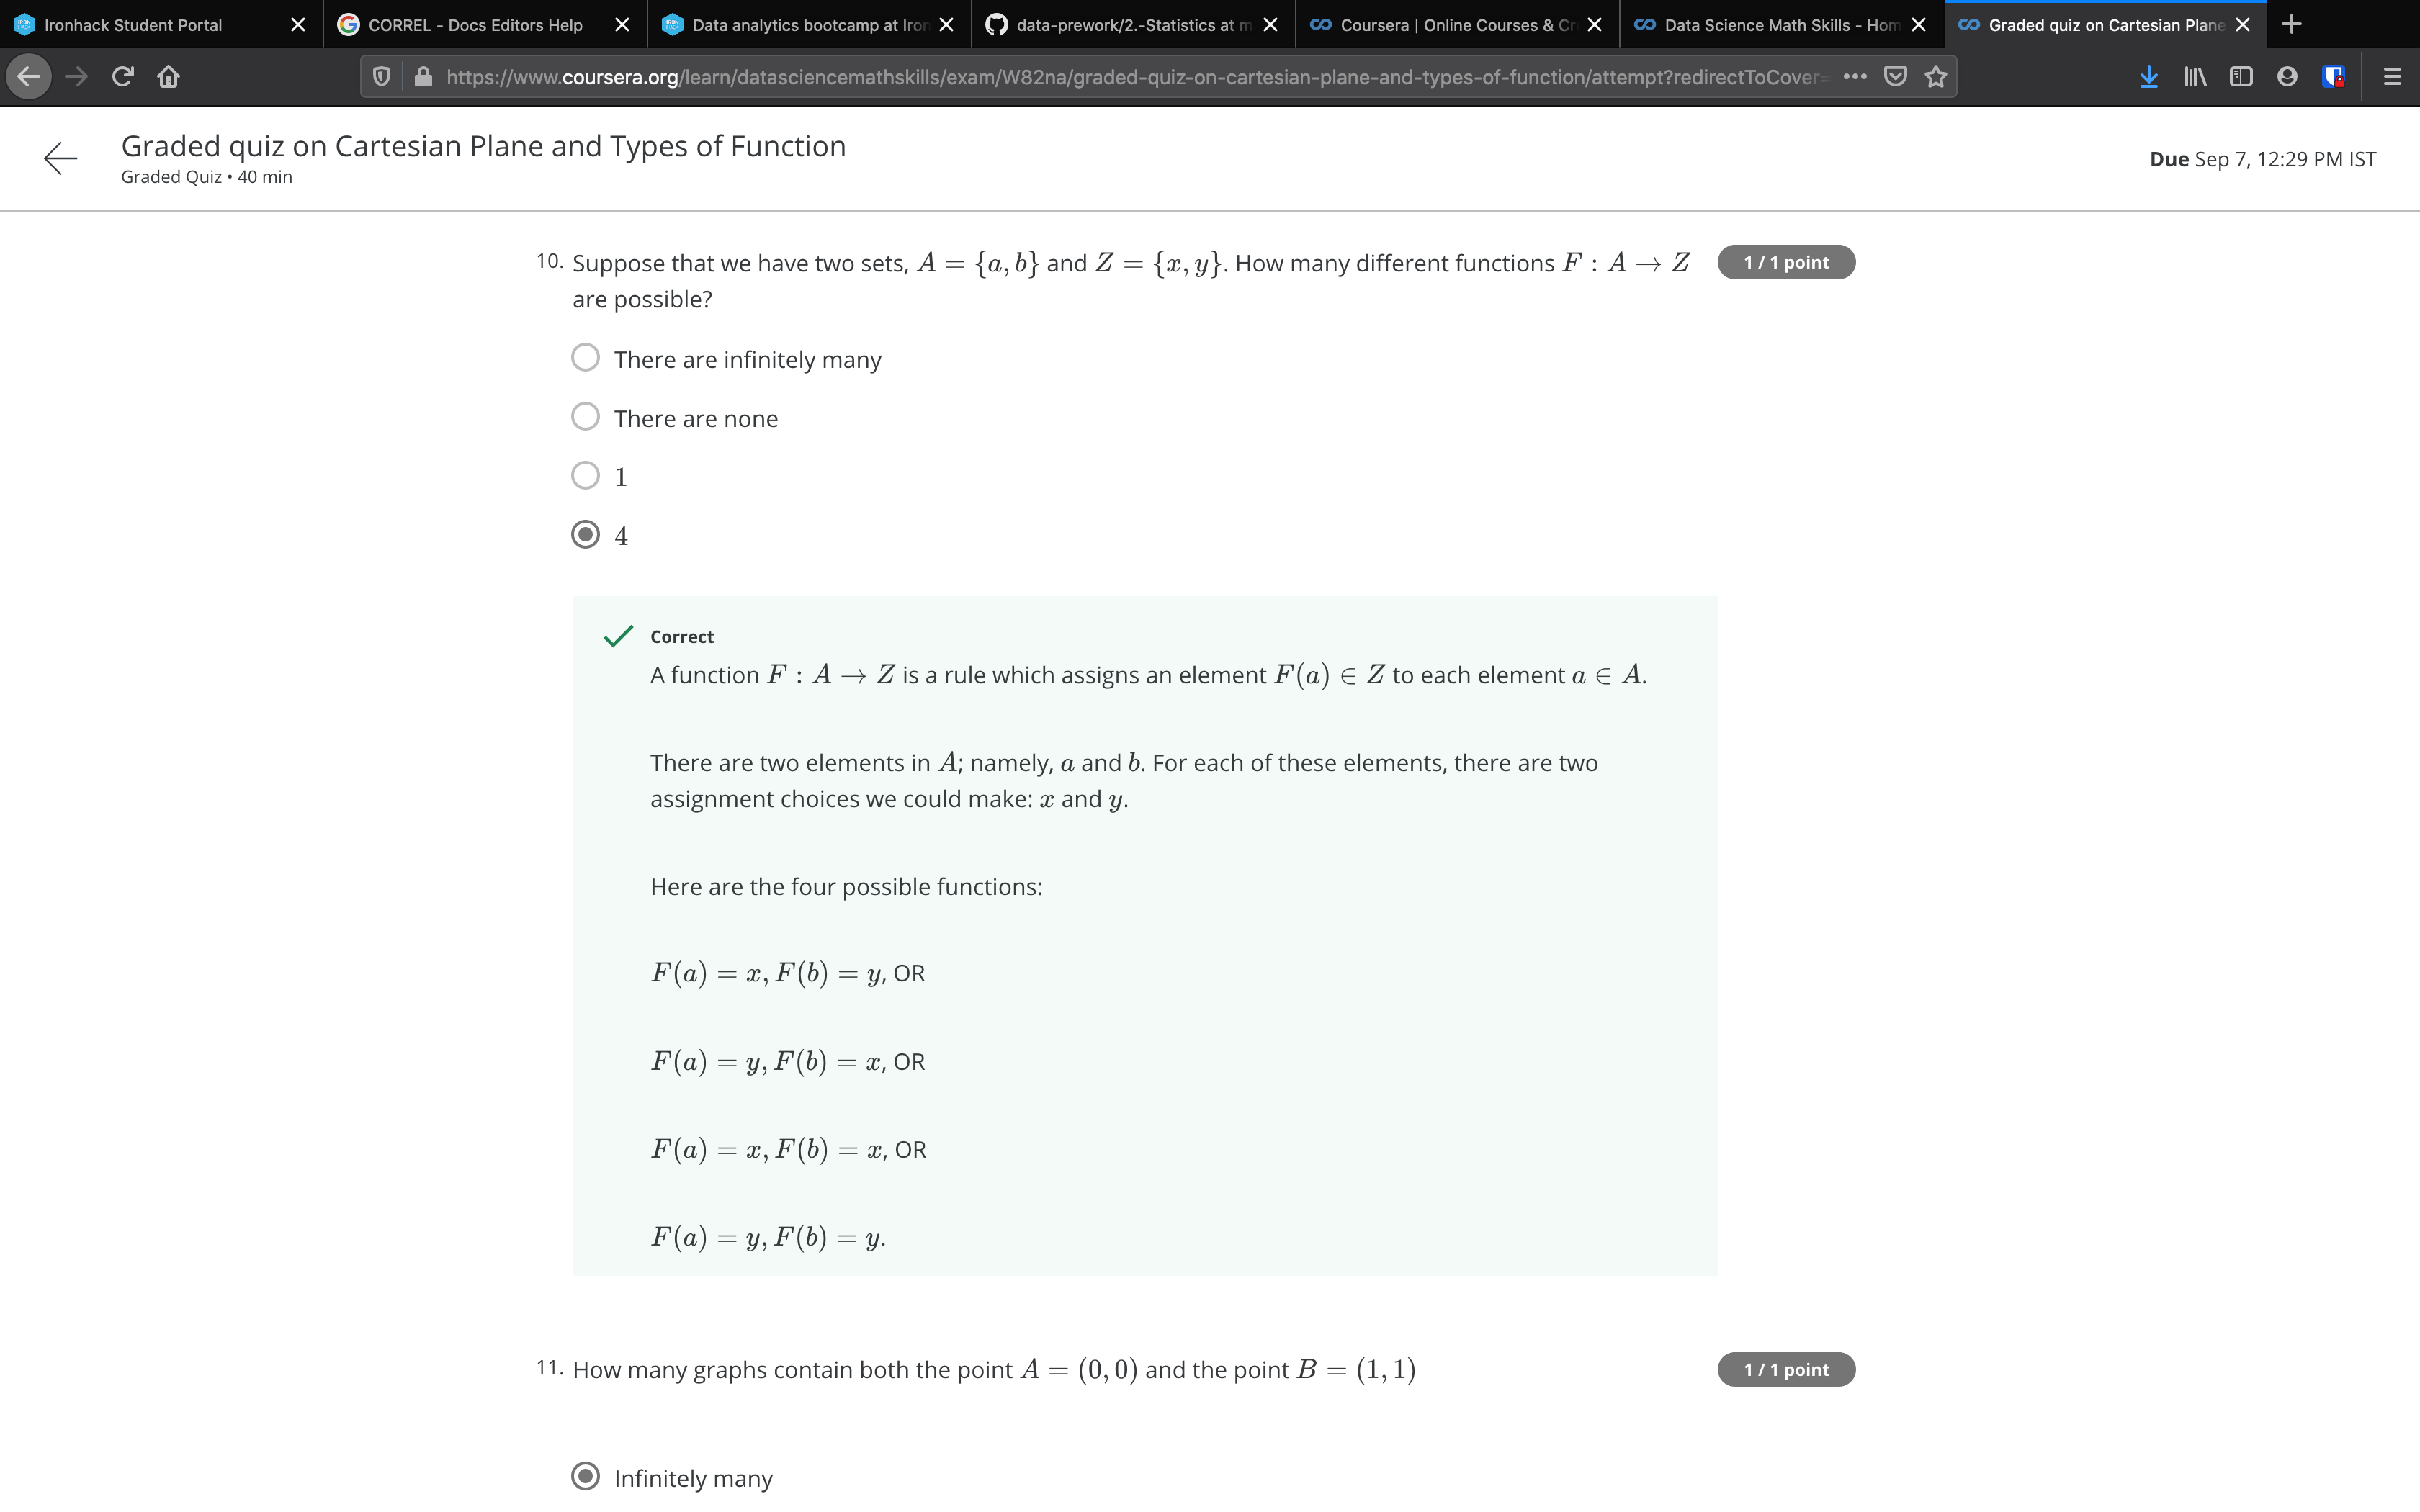 Ironhack Student Portal
CORREL - Docs Editors Help
Data analytics bootcamp at Iron
data-prework/2.-Statistics at m
Coursera | Online Courses & Cr
Data Science Math Skills - Hom
Graded quiz on Cartesian Plane
https://www.coursera.org/learn/datasciencemathskills/exam/W82na/graded-quiz-on-cartesian-plane-and-types-of-function/attempt?redirectToCover=
Graded quiz on Cartesian Plane and Types of Function
Graded Quiz • 40 min
Due Sep 7, 12:29 PM IST
10. Suppose that we have two sets, A = {a, b} and Z = {x, y}. How many different functions F : A → Z
are possible?
1 / 1 point
There are infinitely many
There are none
1
4
Correct
A function F : A → Z is a rule which assigns an element F(a) ∈ Z to each element a ∈ A.
There are two elements in A; namely, a and b. For each of these elements, there are two
assignment choices we could make: x and y.
Here are the four possible functions:
F(a) = x, F(b) = y, OR
F(a) = y, F(b) = x, OR
F(a) = x, F(b) = x, OR
F(a) = y, F(b) = y.
11. How many graphs contain both the point A = (0, 0) and the point B = (1, 1)
1 / 1 point
Infinitely many